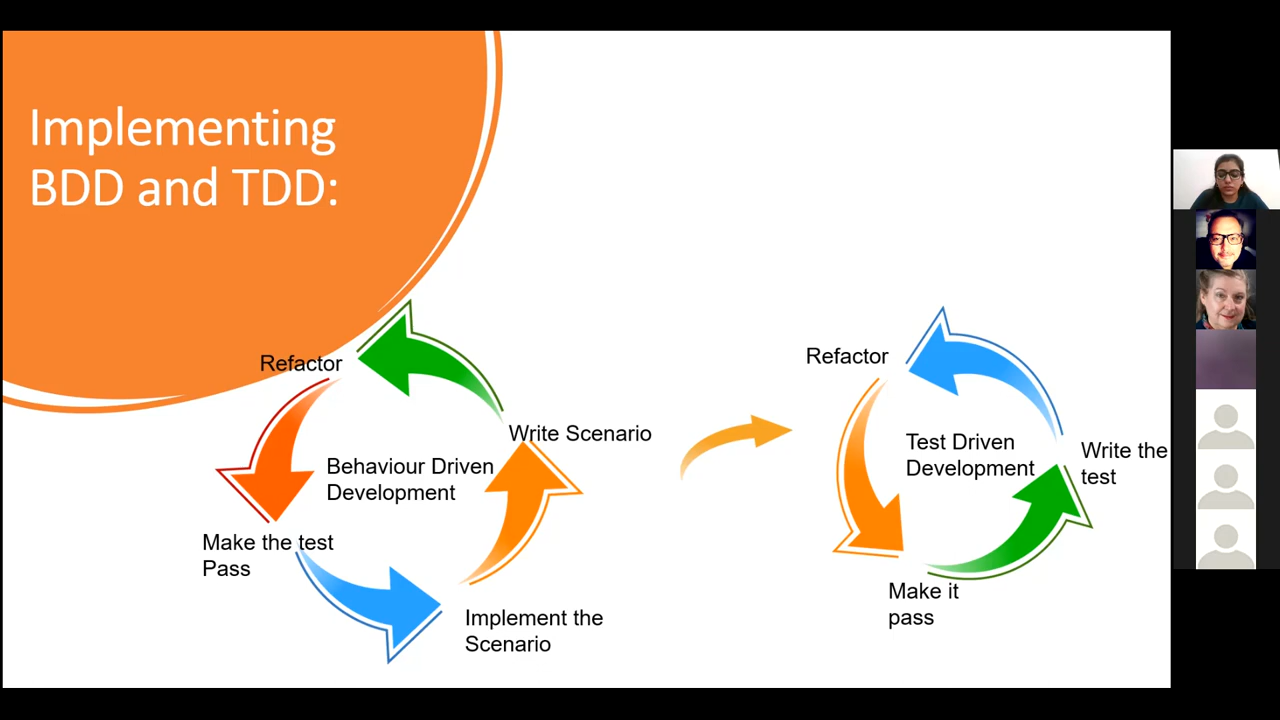 Implementing
BDD and TDD:
Refactor
Write Scenario
Behaviour Driven
Development
Make the test
Pass
Implement the
Scenario
Refactor
Test Driven
Development
Write the
test
Make it
pass